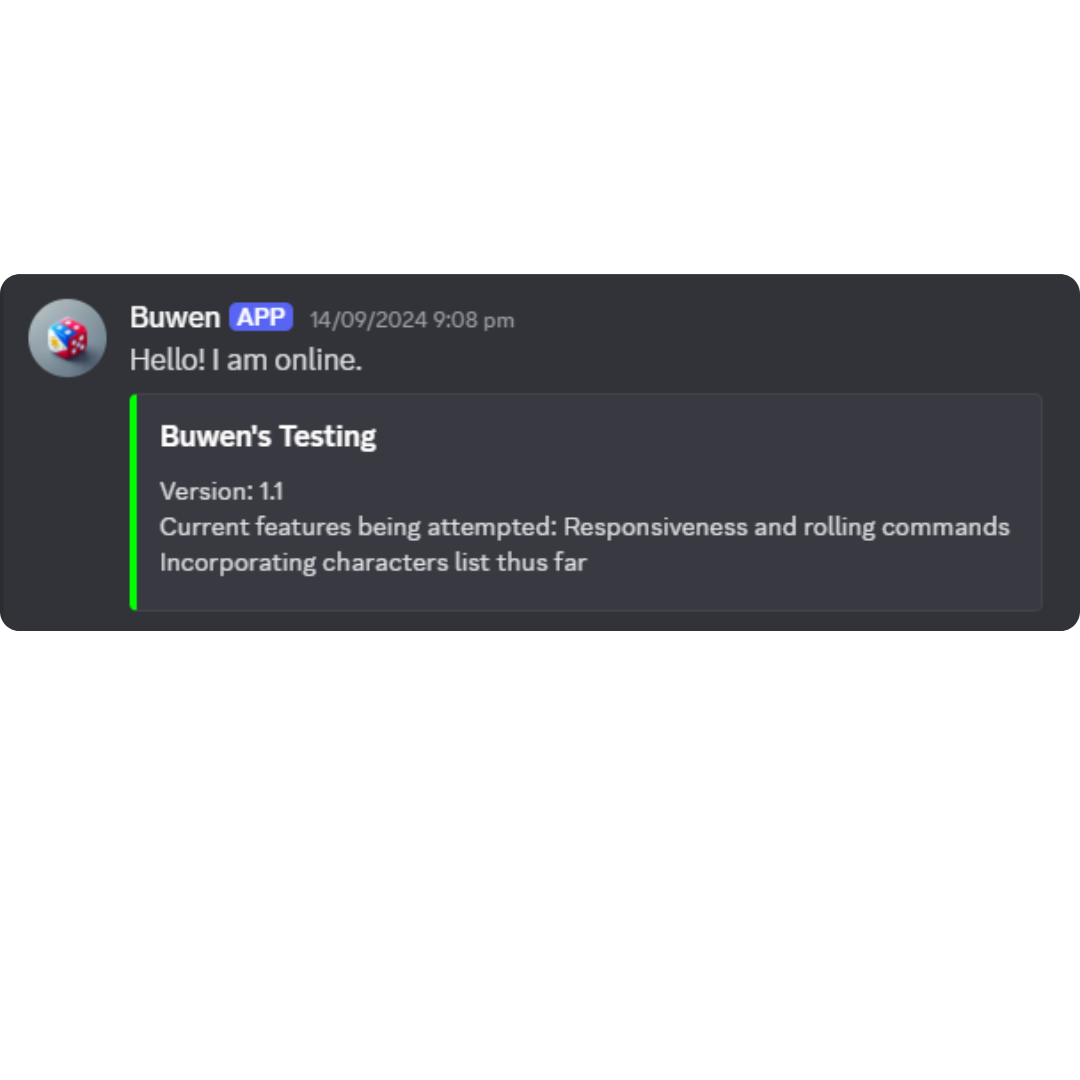 Buwen APP 14/09/2024 9:08 pm
Hello! I am online.
Buwen's Testing
Version: 1.1
Current features being attempted: Responsiveness and rolling commands
Incorporating characters list thus far